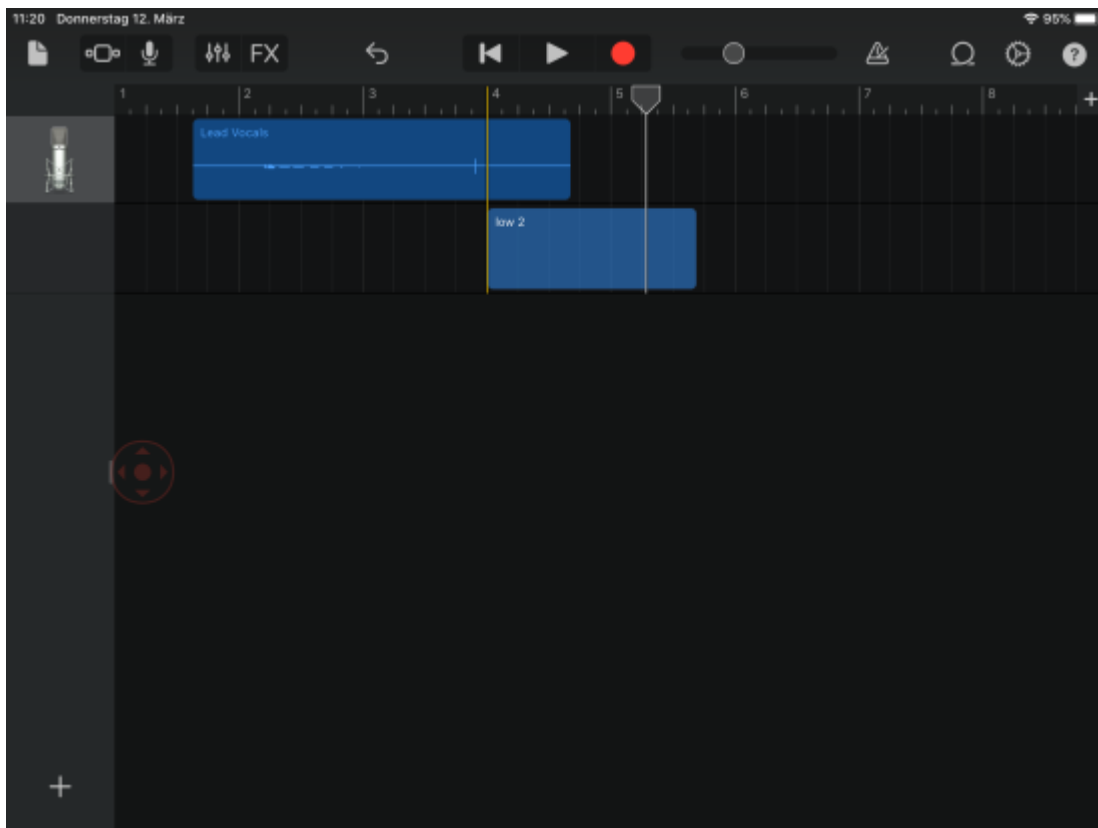 11:20 Donnerstag 12. März 95%
FX
?
1 2 3 4 5 6 7 8 +
Lead Vocals
low 2
+